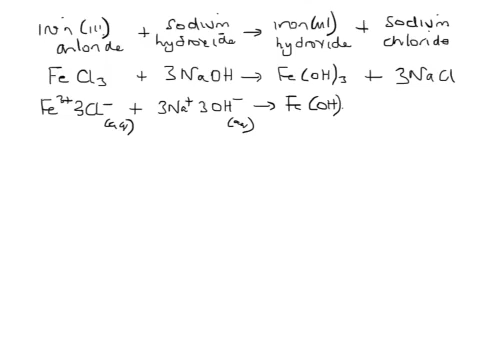 Iron (III) + Sodium → iron (III) + Sodium
chloride hydroxide hydroxide chloride
FeCl₃ + 3NaOH → Fe(OH)₃ + 3NaCl
Fe³⁺3Cl⁻(aq) + 3Na⁺3OH⁻(aq) → Fe(OH)